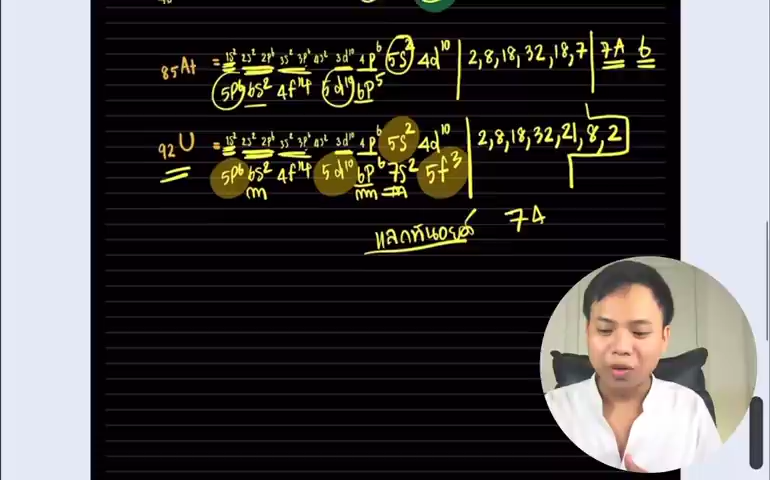 ₈₅At = 1s² 2s² 2p⁶ 3s² 3p⁶ 4s² 3d¹⁰ 4p⁶ 5s² 4d¹⁰ | 2,8,18,32,18,7 | 7A 6
5p⁶ 6s² 4f¹⁴ 5d¹⁰ 6p⁵
₉₂U = 1s² 2s² 2p⁶ 3s² 3p⁶ 4s² 3d¹⁰ 4p⁶ 5s² 4d¹⁰ | 2,8,18,32,21,8,2
5p⁶ 6s² 4f¹⁴ 5d¹⁰ 6p⁶ 7s² 5f³
แลกทินอยด์ 7A